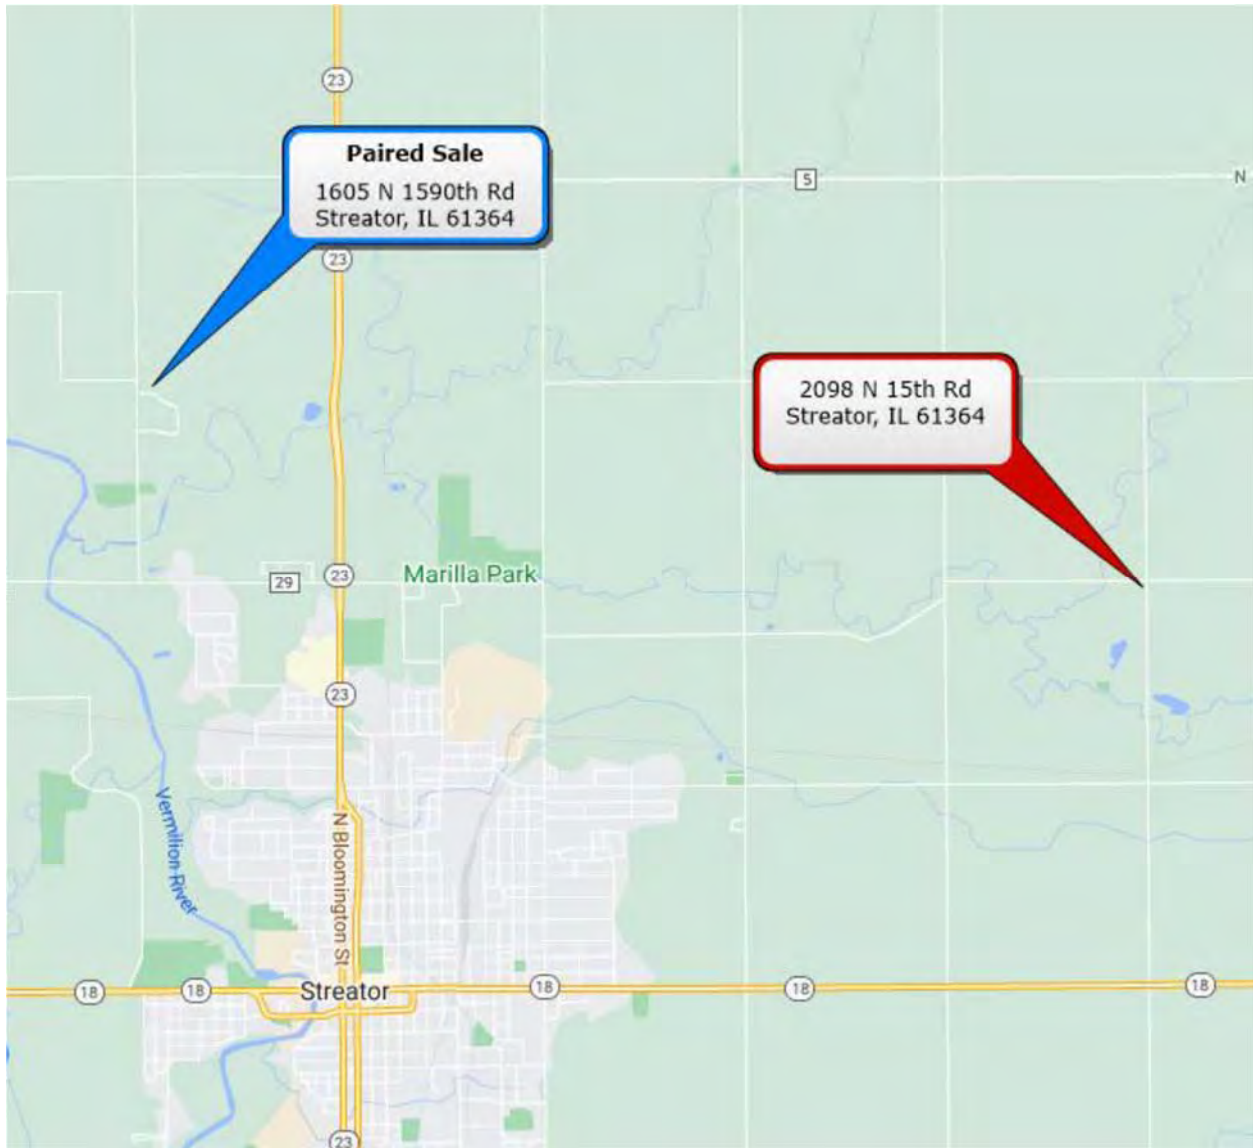 23
Paired Sale
1605 N 1590th Rd
Streator, IL 61364
5
N
23
2098 N 15th Rd
Streator, IL 61364
29
23
Marilla Park
23
Vermilion River
N Bloomington St
18
18
Streator
18
18
18
23